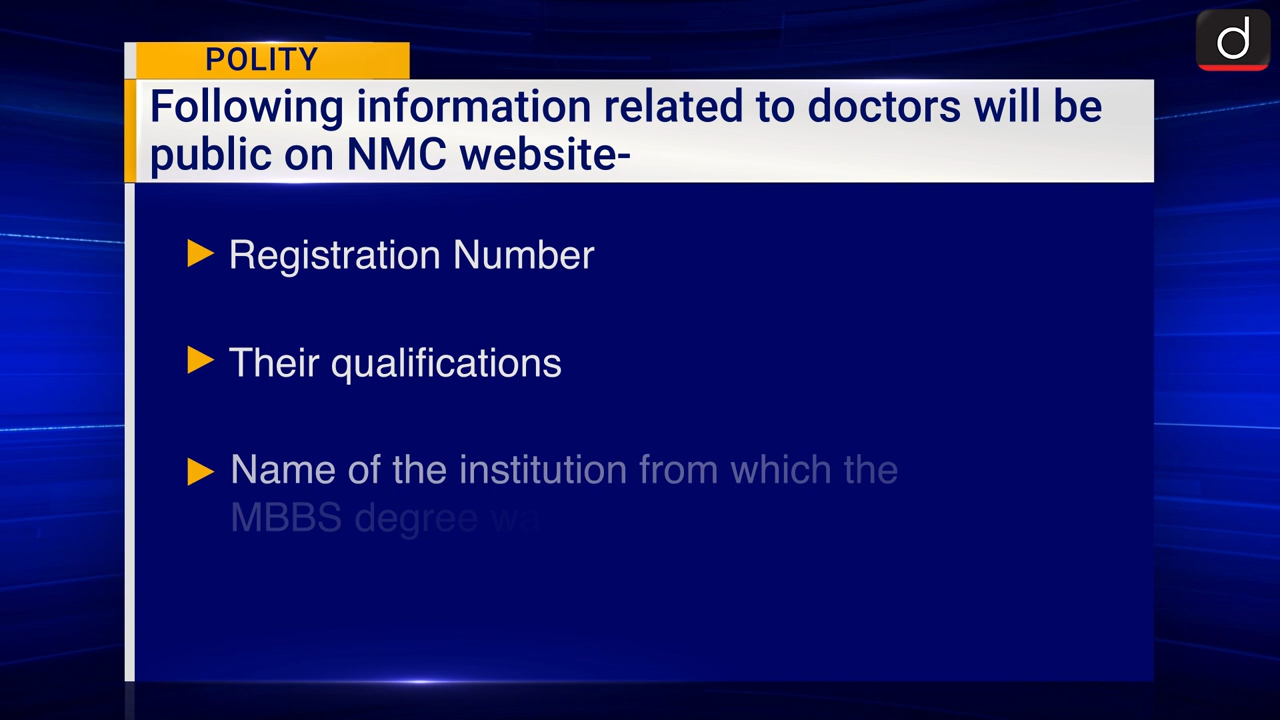 POLITY
Following information related to doctors will be
public on NMC website-
Registration Number
Their qualifications
Name of the institution from which the
MBBS degree wa
d